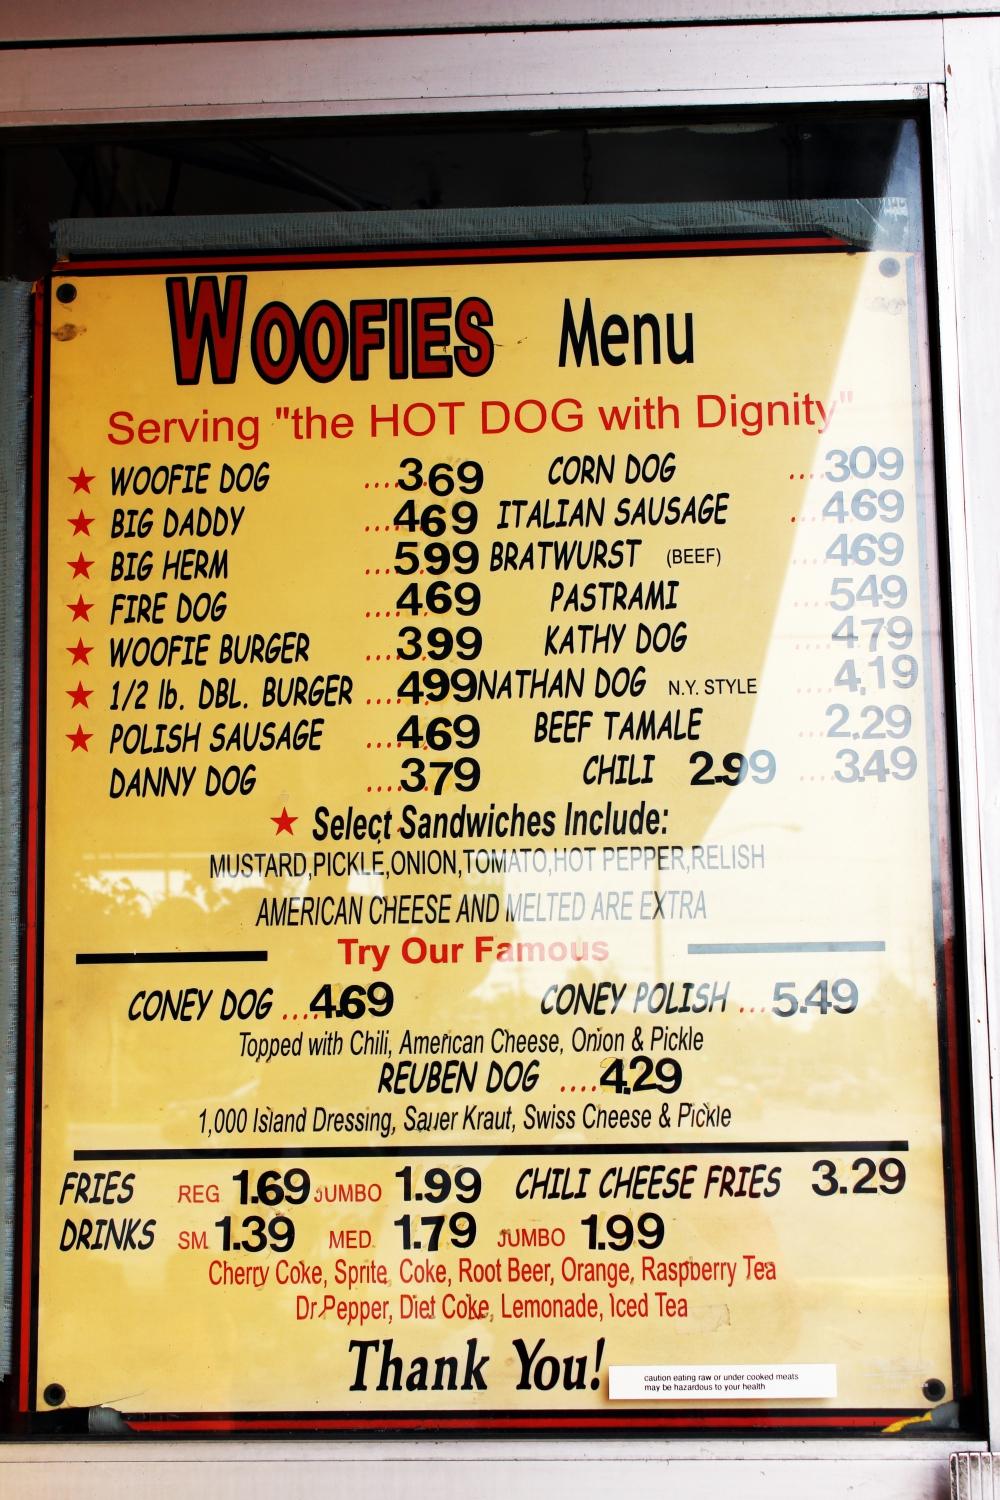 WOOFIES Menu
Serving "the HOT DOG with Dignity"
★ WOOFIE DOG ....3.69 CORN DOG ....309
★ BIG DADDY ...469 ITALIAN SAUSAGE ....469
★ BIG HERM ...5.99 BRATWURST (BEEF) ....469
★ FIRE DOG ....469 PASTRAMI ....549
★ WOOFIE BURGER ...3.99 KATHY DOG ....479
★ 1/2 lb. DBL. BURGER ...499 NATHAN DOG N.Y. STYLE ....4.19
★ POLISH SAUSAGE ....469 BEEF TAMALE ...2.29
DANNY DOG ....379 CHILI 2.99 ....3.49
★ Select Sandwiches Include:
MUSTARD,PICKLE,ONION,TOMATO,HOT PEPPER,RELISH
AMERICAN CHEESE AND MELTED ARE EXTRA
Try Our Famous
CONEY DOG ....4.69 CONEY POLISH ...5.49
Topped with Chili, American Cheese, Onion & Pickle
REUBEN DOG ....4.29
1,000 Island Dressing, Sauer Kraut, Swiss Cheese & Pickle
FRIES REG 1.69 JUMBO 1.99 CHILI CHEESE FRIES 3.29
DRINKS SM. 1.39 MED. 1.79 JUMBO 1.99
Cherry Coke, Sprite, Coke, Root Beer, Orange, Raspberry Tea
Dr.Pepper, Diet Coke, Lemonade, Iced Tea
Thank You!
caution eating raw or under cooked meats
may be hazardous to your health